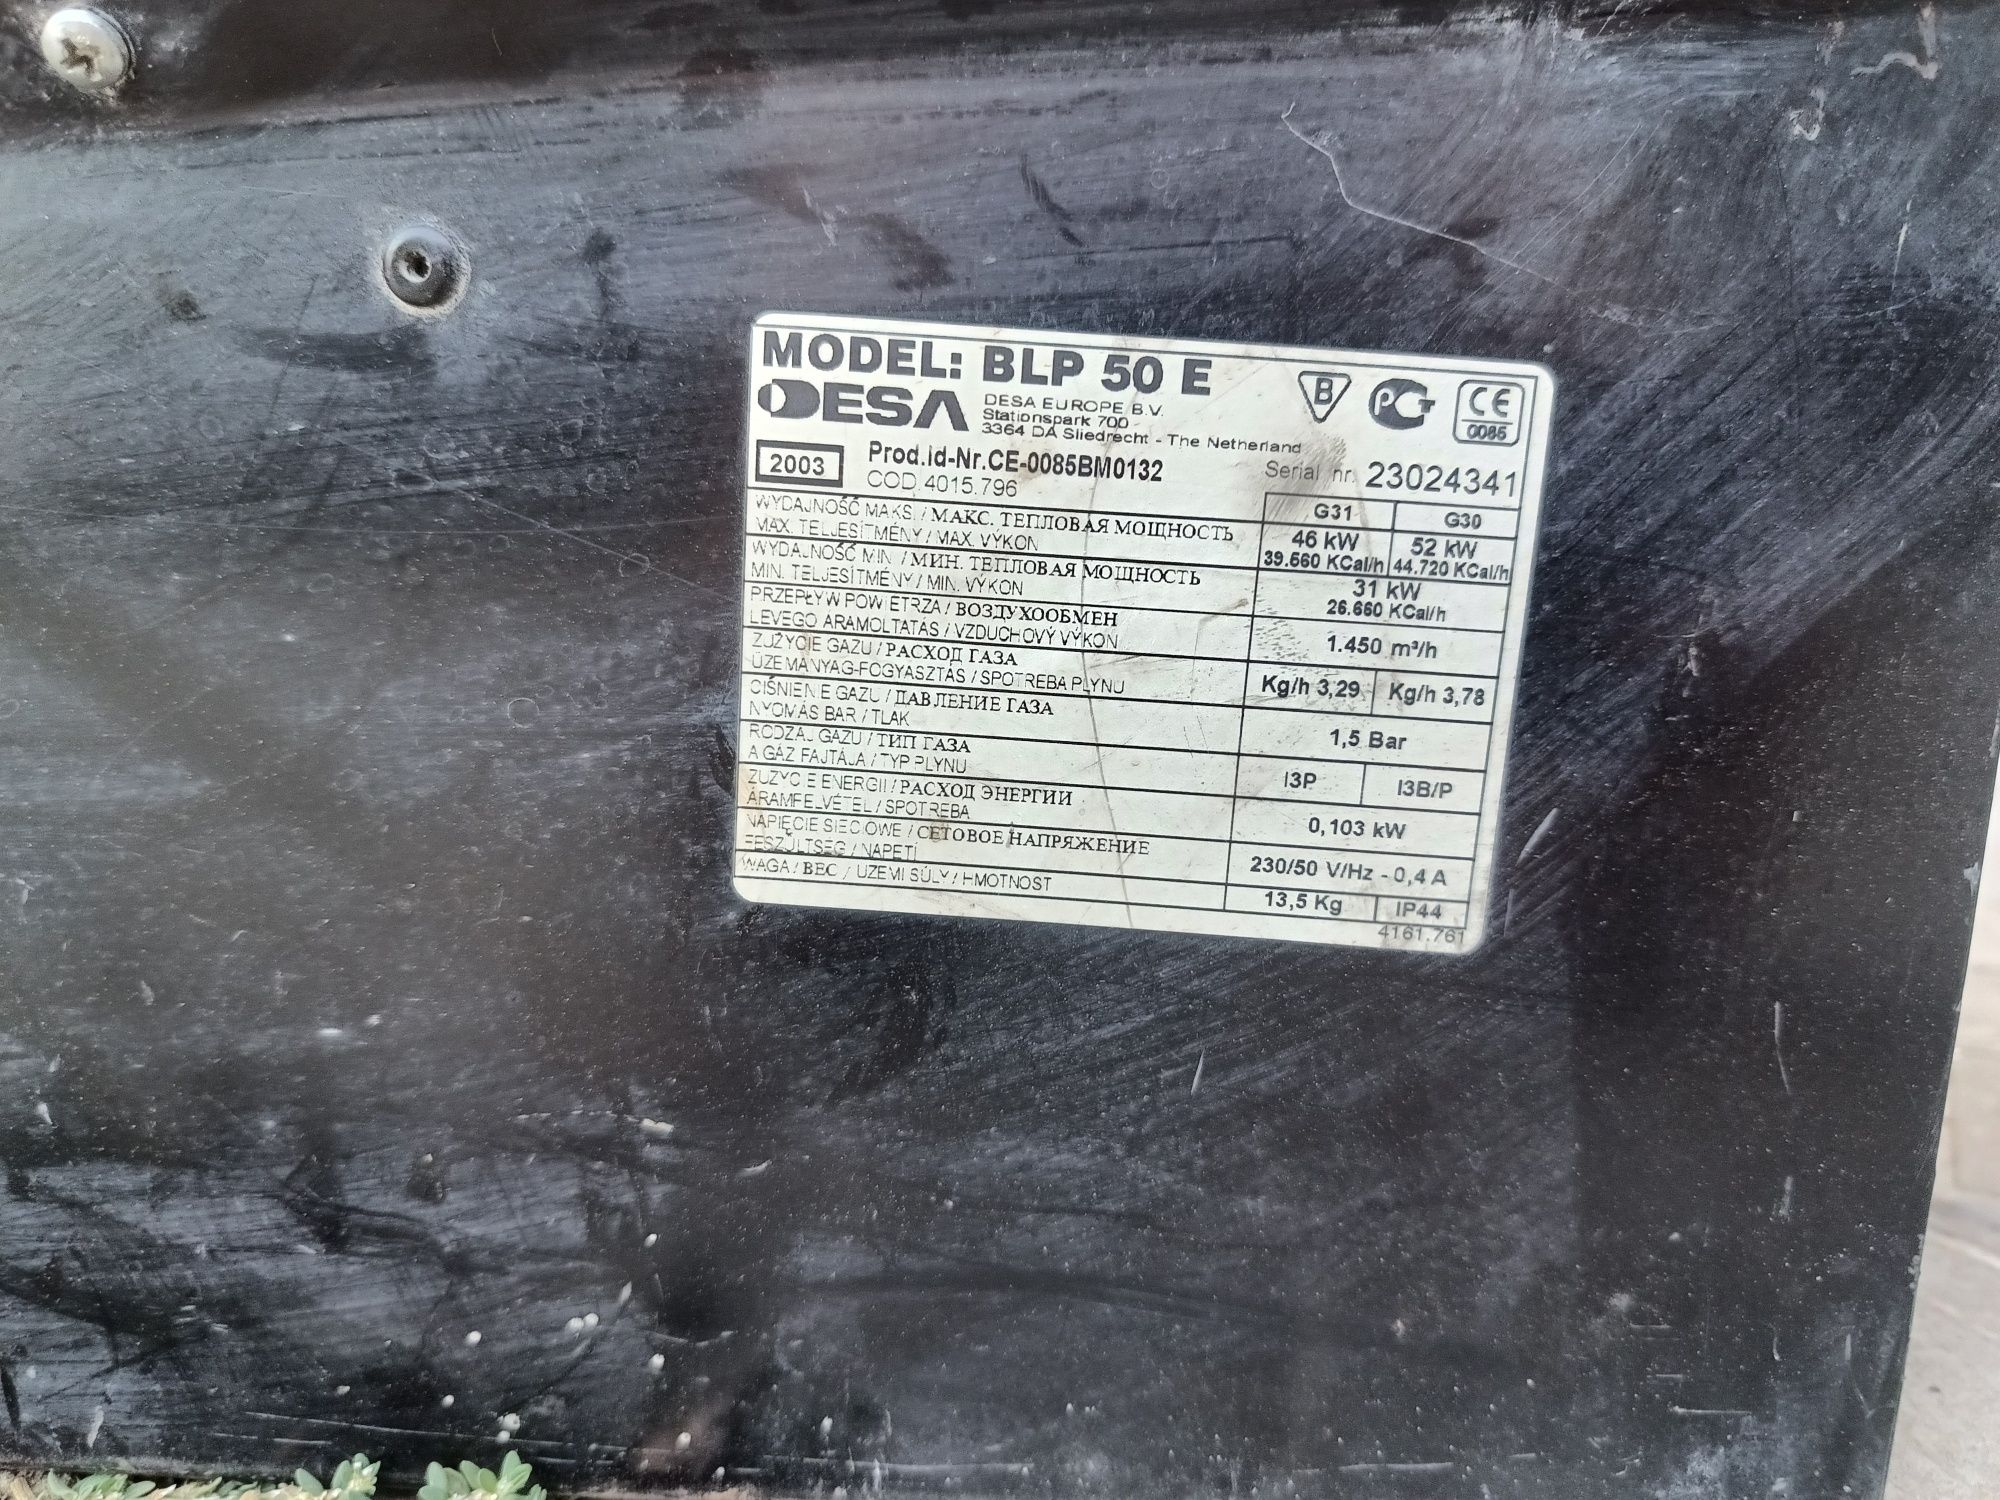 MODEL: BLP 50 E
DESA
DESA EUROPE B.V.
Stationspark 700
3364 DA Sliedrecht - The Netherland
B
PCT
CE
0085
2003
Prod.id-Nr.CE-0085BM0132
COD.4015.796
Serial nr. 23024341
G31 G30
WYDAJNOŚĆ MAKS. / МАКС. ТЕПЛОВАЯ МОЩНОСТЬ
MAX. TELJESÍTMÉNY / MAX. VÝKON
46 kW 52 kW
39.560 KCal/h 44.720 KCal/h
WYDAJNOŚĆ MIN. / МИН. ТЕПЛОВАЯ МОЩНОСТЬ
MIN. TELJESÍTMÉNY / MIN. VÝKON
31 kW
26.660 KCal/h
PRZEPŁYW POWIETRZA / ВОЗДУХООБМЕН
LEVEGO ARAMOLTATÁS / VZDUCHOVÝ VÝKON
1.450 m³/h
ZUŻYCIE GAZU / РАСХОД ГАЗА
ÜZEMANYAG-FOGYASZTÁS / SPOTREBA PLYNU
Kg/h 3,29 Kg/h 3,78
CIŚNIENIE GAZU / ДАВЛЕНИЕ ГАЗА
NYOMÁS BAR / TLAK
1,5 Bar
RODZAJ GAZU / ТИП ГАЗА
A GÁZ FAJTÁJA / TYP PLYNU
I3P I3B/P
ZUŻYCIE ENERGII / РАСХОД ЭНЕРГИИ
ÁRAMFELVÉTEL / SPOTREBA
0,103 kW
NAPIĘCIE SIECIOWE / СЕТОВОЕ НАПРЯЖЕНИЕ
FESZÜLTSÉG / NAPETÍ
230/50 V/Hz - 0,4 A
WAGA / ВЕС / UZEMI SÚLY / HMOTNOST
13,5 Kg IP44
4161.761